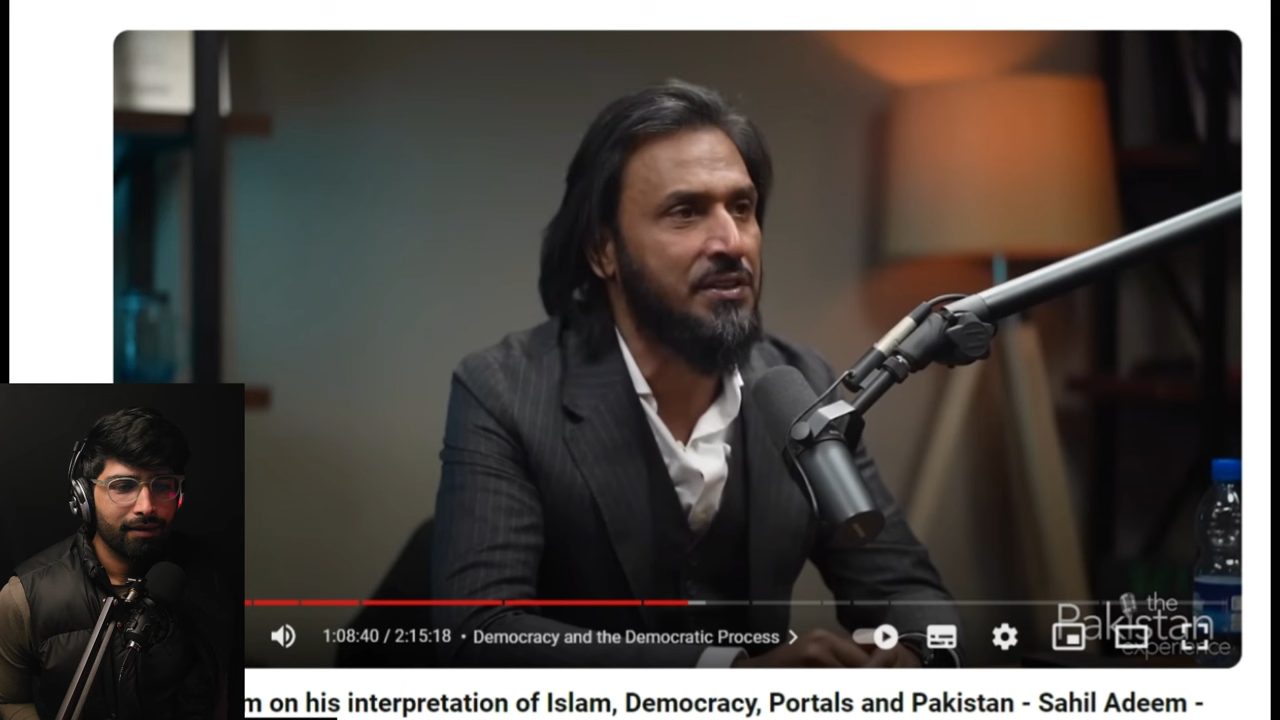 the
Pakistan
experience
1:08:40 / 2:15:18 • Democracy and the Democratic Process
m on his interpretation of Islam, Democracy, Portals and Pakistan - Sahil Adeem -